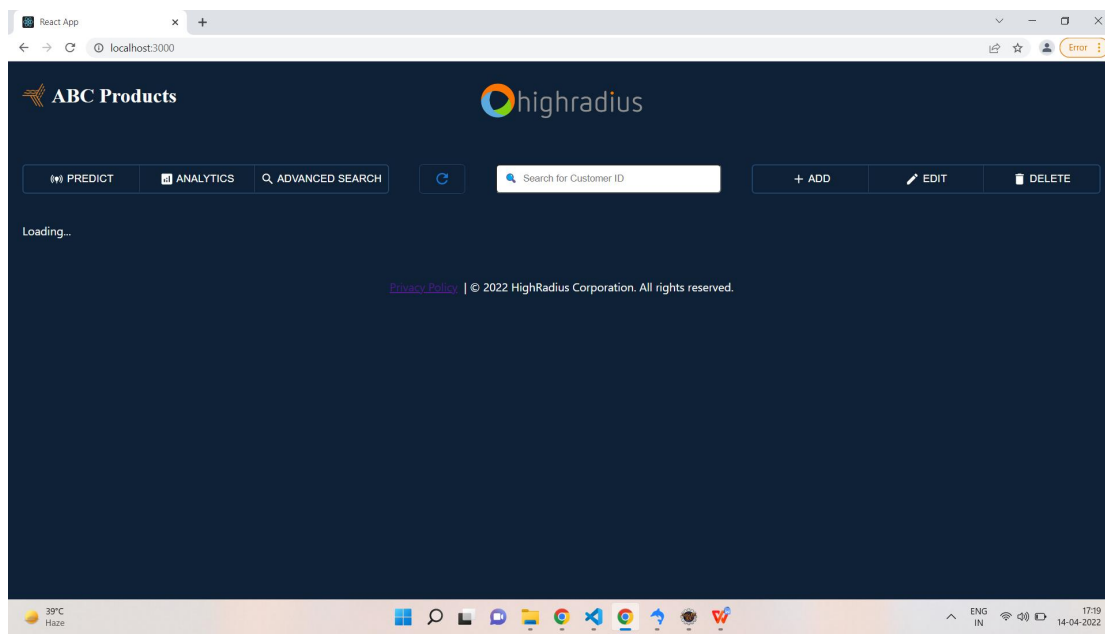 React App
localhost:3000
Error
ABC Products
highradius
PREDICT ANALYTICS ADVANCED SEARCH Search for Customer ID + ADD EDIT DELETE
Loading...
Privacy Policy | © 2022 HighRadius Corporation. All rights reserved.
39°C
Haze
ENG
IN
17:19
14-04-2022